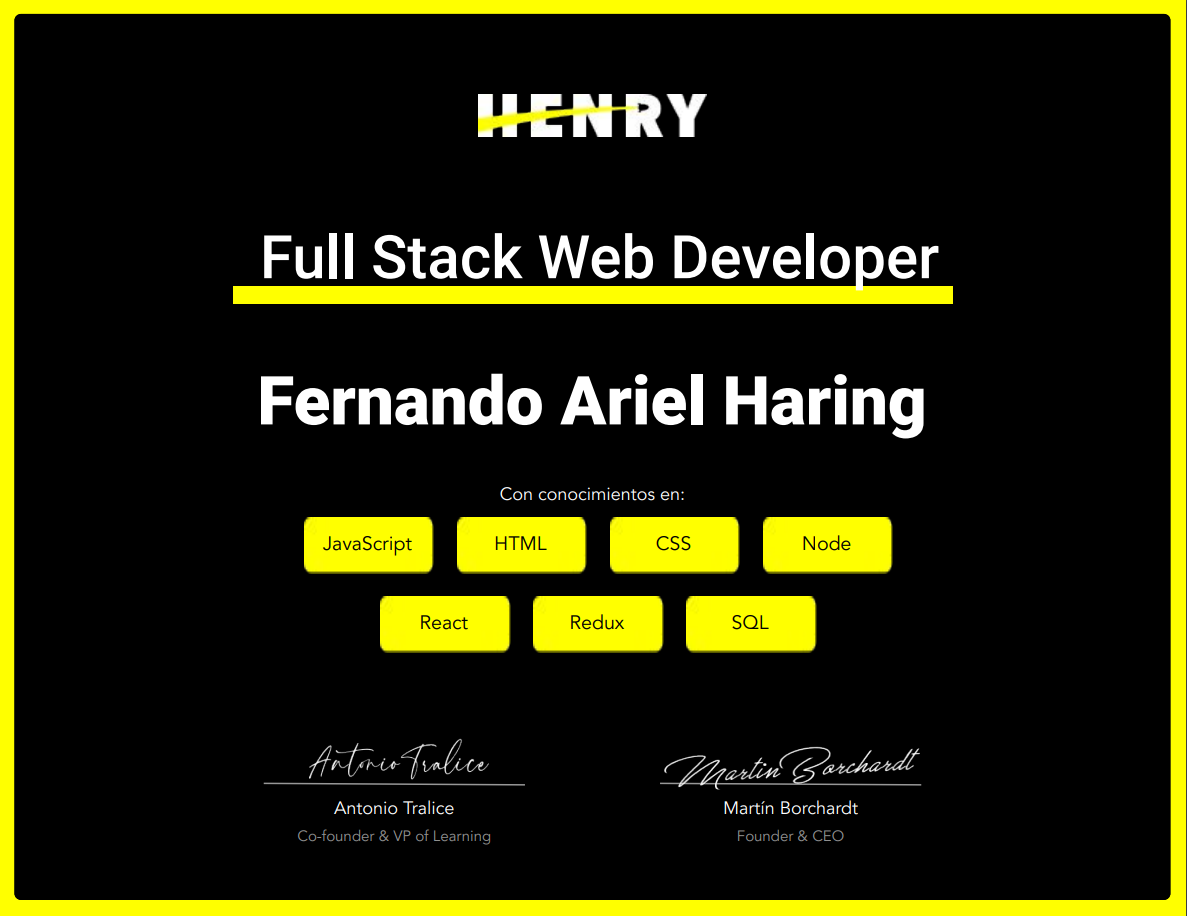 HENRY
Full Stack Web Developer
Fernando Ariel Haring
Con conocimientos en:
JavaScript HTML CSS Node
React Redux SQL
Antonio Tralice Martin Borchardt
Antonio Tralice Martín Borchardt
Co-founder & VP of Learning Founder & CEO